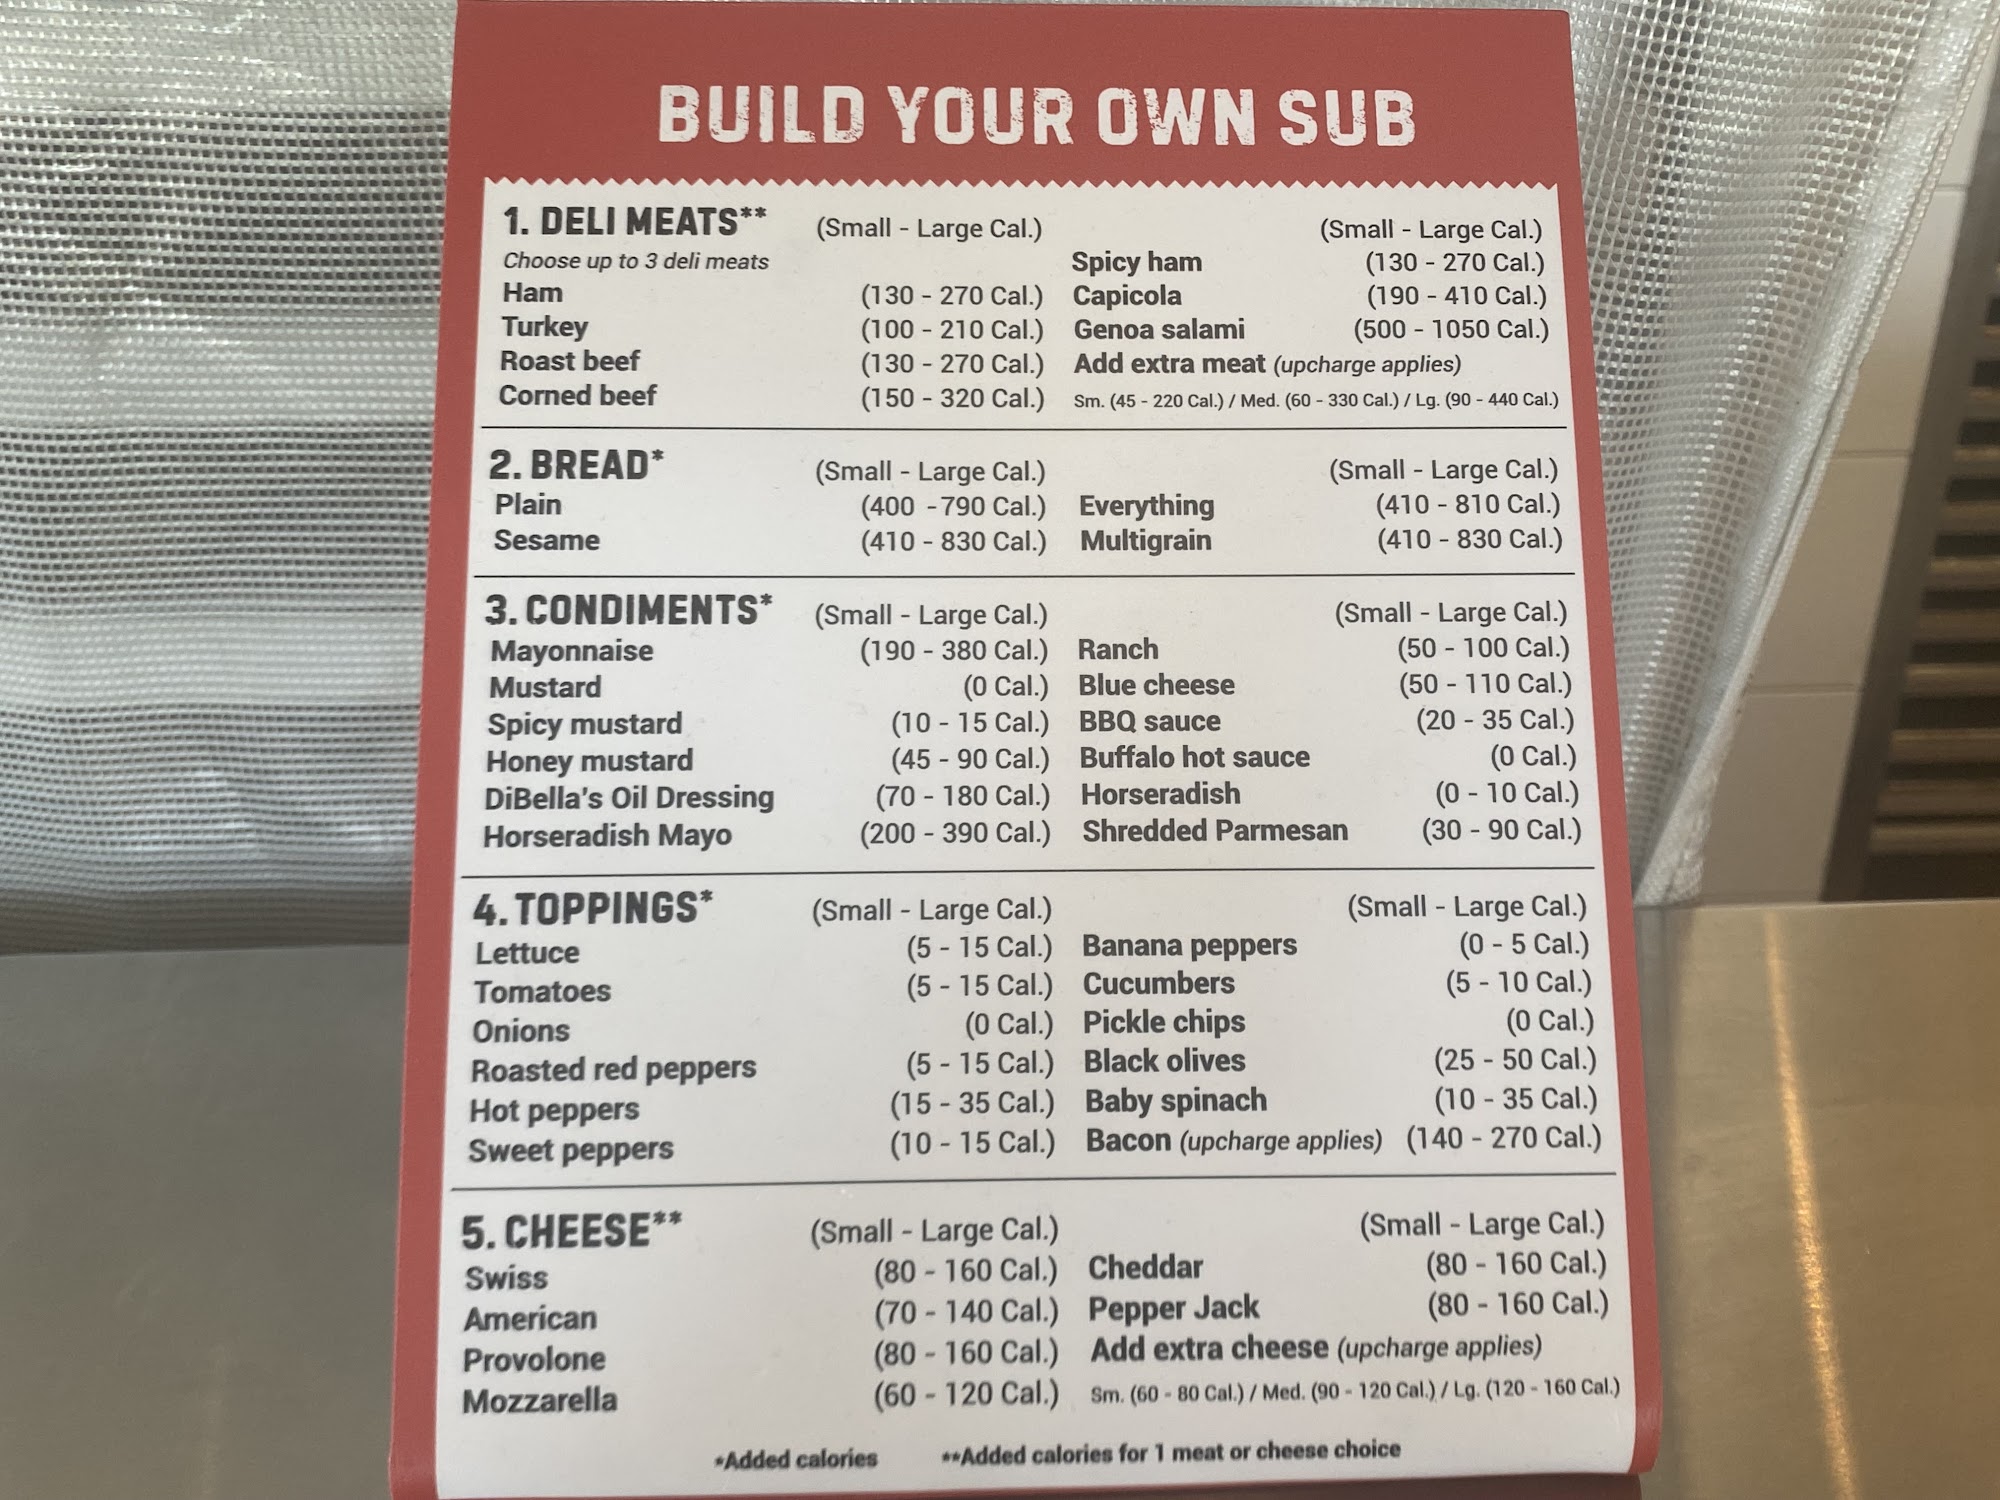 BUILD YOUR OWN SUB
1. DELI MEATS** (Small - Large Cal.)
Choose up to 3 deli meats
Ham (130 - 270 Cal.)
Turkey (100 - 210 Cal.)
Roast beef (130 - 270 Cal.)
Corned beef (150 - 320 Cal.)
(Small - Large Cal.)
Spicy ham (130 - 270 Cal.)
Capicola (190 - 410 Cal.)
Genoa salami (500 - 1050 Cal.)
Add extra meat (upcharge applies)
Sm. (45 - 220 Cal.) / Med. (60 - 330 Cal.) / Lg. (90 - 440 Cal.)
2. BREAD* (Small - Large Cal.)
Plain (400 - 790 Cal.)
Sesame (410 - 830 Cal.)
(Small - Large Cal.)
Everything (410 - 810 Cal.)
Multigrain (410 - 830 Cal.)
3. CONDIMENTS* (Small - Large Cal.)
Mayonnaise (190 - 380 Cal.)
Mustard (0 Cal.)
Spicy mustard (10 - 15 Cal.)
Honey mustard (45 - 90 Cal.)
DiBella's Oil Dressing (70 - 180 Cal.)
Horseradish Mayo (200 - 390 Cal.)
(Small - Large Cal.)
Ranch (50 - 100 Cal.)
Blue cheese (50 - 110 Cal.)
BBQ sauce (20 - 35 Cal.)
Buffalo hot sauce (0 Cal.)
Horseradish (0 - 10 Cal.)
Shredded Parmesan (30 - 90 Cal.)
4. TOPPINGS* (Small - Large Cal.)
Lettuce (5 - 15 Cal.)
Tomatoes (5 - 15 Cal.)
Onions (0 Cal.)
Roasted red peppers (5 - 15 Cal.)
Hot peppers (15 - 35 Cal.)
Sweet peppers (10 - 15 Cal.)
(Small - Large Cal.)
Banana peppers (0 - 5 Cal.)
Cucumbers (5 - 10 Cal.)
Pickle chips (0 Cal.)
Black olives (25 - 50 Cal.)
Baby spinach (10 - 35 Cal.)
Bacon (upcharge applies) (140 - 270 Cal.)
5. CHEESE** (Small - Large Cal.)
Swiss (80 - 160 Cal.)
American (70 - 140 Cal.)
Provolone (80 - 160 Cal.)
Mozzarella (60 - 120 Cal.)
(Small - Large Cal.)
Cheddar (80 - 160 Cal.)
Pepper Jack (80 - 160 Cal.)
Add extra cheese (upcharge applies)
Sm. (60 - 80 Cal.) / Med. (90 - 120 Cal.) / Lg. (120 - 160 Cal.)
*Added calories **Added calories for 1 meat or cheese choice